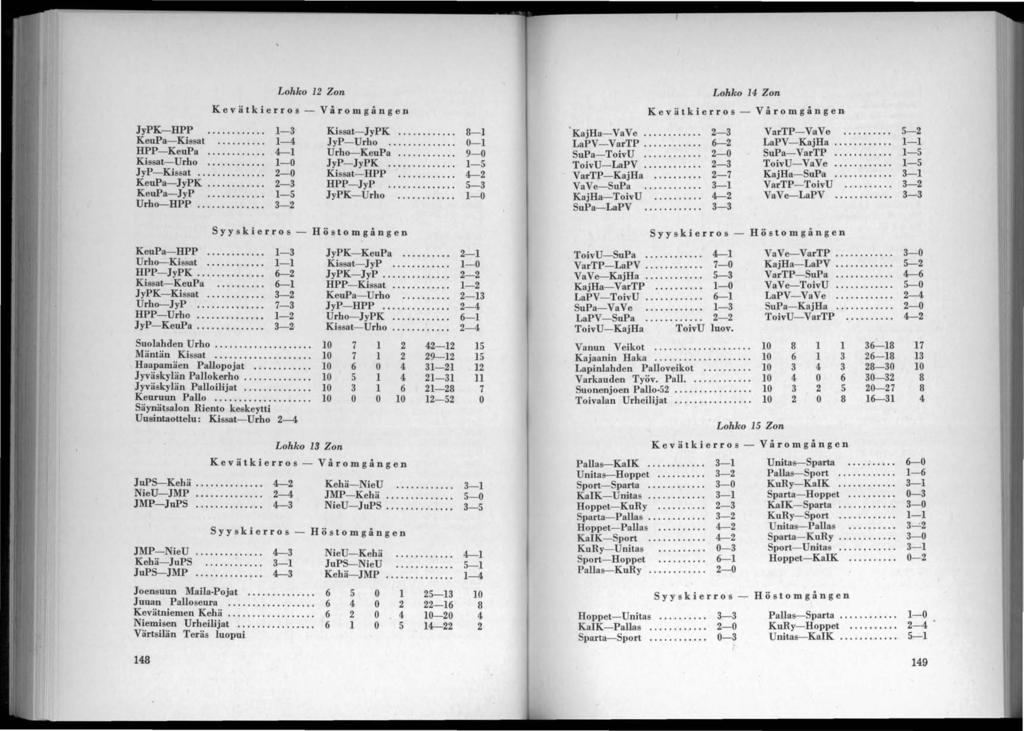 Lohko 12 Zon
Kevätkierros — Våromgången
JyPK—HPP ............ 1—3 Kissat—JyPK ............ 8—1
KeuPa—Kissat ............ 1—4 JyP—Urho ............ 0—1
HPP—KeuPa ............ 4—1 Urho—KeuPa ............ 9—0
Kissat—Urho ............ 1—0 JyP—JyPK ............ 1—5
JyP—Kissat ............ 2—0 Kissat—HPP ............ 4—2
KeuPa—JyPK ............ 2—3 HPP—JyP ............ 5—3
KeuPa—JyP ............ 1—5 JyPK—Urho ............ 1—0
Urho—HPP ............ 3—2
Syyskierros — Höstomgången
KeuPa—HPP ............ 1—3 JyPK—KeuPa ............ 2—1
Urho—Kissat ............ 1—1 Kissat—JyP ............ 1—0
HPP—JyPK ............ 6—2 JyPK—JyP ............ 2—2
Kissat—KeuPa ............ 6—1 HPP—Kissat ............ 1—2
JyPK—Kissat ............ 3—2 KeuPa—Urho ............ 2—13
Urho—JyP ............ 7—3 JyP—HPP ............ 2—4
HPP—Urho ............ 1—2 Urho—JyPK ............ 6—1
JyP—KeuPa ............ 3—2 Kissat—Urho ............ 2—4
Suolahden Urho ............ 10 7 1 2 42—12 15
Mäntän Kissat ............ 10 7 1 2 29—12 15
Haapamäen Pallopojat ............ 10 6 0 4 31—21 12
Jyväskylän Pallokerho ............ 10 5 1 4 21—31 11
Jyväskylän Palloilijat ............ 10 3 1 6 21—28 7
Keuruun Pallo ............ 10 0 0 10 12—52 0
Säynätsalon Riento keskeytti
Uusintaottelu: Kissat—Urho 2—4
Lohko 13 Zon
Kevätkierros — Våromgången
JuPS—Kehä ............ 4—2 Kehä—NieU ............ 3—1
NieU—JMP ............ 2—4 JMP—Kehä ............ 5—0
JMP—JuPS ............ 4—3 NieU—JuPS ............ 3—5
Syyskierros — Höstomgången
JMP—NieU ............ 4—3 NieU—Kehä ............ 4—1
Kehä—JuPS ............ 3—1 JuPS—NieU ............ 5—1
JuPS—JMP ............ 4—3 Kehä—JMP ............ 1—4
Joensuun Maila-Pojat ............ 6 5 0 1 25—13 10
Juuan Palloseura ............ 6 4 0 2 22—16 8
Kevätniemen Kehä ............ 6 2 0 4 10—20 4
Niemisen Urheilijat ............ 6 1 0 5 14—22 2
Värtsilän Teräs luopui
148
Lohko 14 Zon
Kevätkierros — Våromgången
KajHa—VaVe ............ 2—3 VarTP—VaVe ............ 5—2
LaPV—VarTP ............ 6—2 LaPV—KajHa ............ 1—1
SuPa—ToivU ............ 2—0 SuPa—VarTP ............ 1—5
ToivU—LaPV ............ 2—3 ToivU—VaVe ............ 1—5
VarTP—KajHa ............ 2—7 KajHa—SuPa ............ 3—1
VaVe—SuPa ............ 3—1 VarTP—ToivU ............ 3—2
KajHa—ToivU ............ 4—2 VaVe—LaPV ............ 3—3
SuPa—LaPV ............ 3—3
Syyskierros — Höstomgången
ToivU—SuPa ............ 4—1 VaVe—VarTP ............ 3—0
VarTP—LaPV ............ 7—0 KajHa—LaPV ............ 5—2
VaVe—KajHa ............ 5—3 VarTP—SuPa ............ 4—6
KajHa—VarTP ............ 1—0 VaVe—ToivU ............ 5—0
LaPV—ToivU ............ 6—1 LaPV—VaVe ............ 2—4
SuPa—VaVe ............ 1—3 SuPa—KajHa ............ 2—0
LaPV—SuPa ............ 2—2 ToivU—VarTP ............ 4—2
ToivU—KajHa ToivU luov.
Vanun Veikot ............ 10 8 1 1 36—18 17
Kajaanin Haka ............ 10 6 1 3 26—18 13
Lapinlahden Palloveikot ............ 10 3 4 3 28—30 10
Varkauden Työv. Pall. ............ 10 4 0 6 30—32 8
Suonenjoen Pallo-52 ............ 10 3 2 5 20—27 8
Toivalan Urheilijat ............ 10 2 0 8 16—31 4
Lohko 15 Zon
Kevätkierros — Våromgången
Pallas—KaIK ............ 3—1 Unitas—Sparta ............ 6—0
Unitas—Hoppet ............ 3—2 Pallas—Sport ............ 1—6
Sport—Sparta ............ 3—0 KuRy—KaIK ............ 3—1
KaIK—Unitas ............ 3—1 Sparta—Hoppet ............ 0—3
Hoppet—KuRy ............ 2—3 KaIK—Sparta ............ 3—0
Sparta—Pallas ............ 3—2 KuRy—Sport ............ 1—1
Hoppet—Pallas ............ 4—2 Unitas—Pallas ............ 3—2
KaIK—Sport ............ 4—2 Sparta—KuRy ............ 3—0
KuRy—Unitas ............ 0—3 Sport—Unitas ............ 3—1
Sport—Hoppet ............ 6—1 Hoppet—KaIK ............ 0—2
Pallas—KuRy ............ 2—0
Syyskierros — Höstomgången
Hoppet—Unitas ............ 3—3 Pallas—Sparta ............ 1—0
KaIK—Pallas ............ 2—0 KuRy—Hoppet ............ 2—4
Sparta—Sport ............ 0—3 Unitas—KaIK ............ 5—1
149